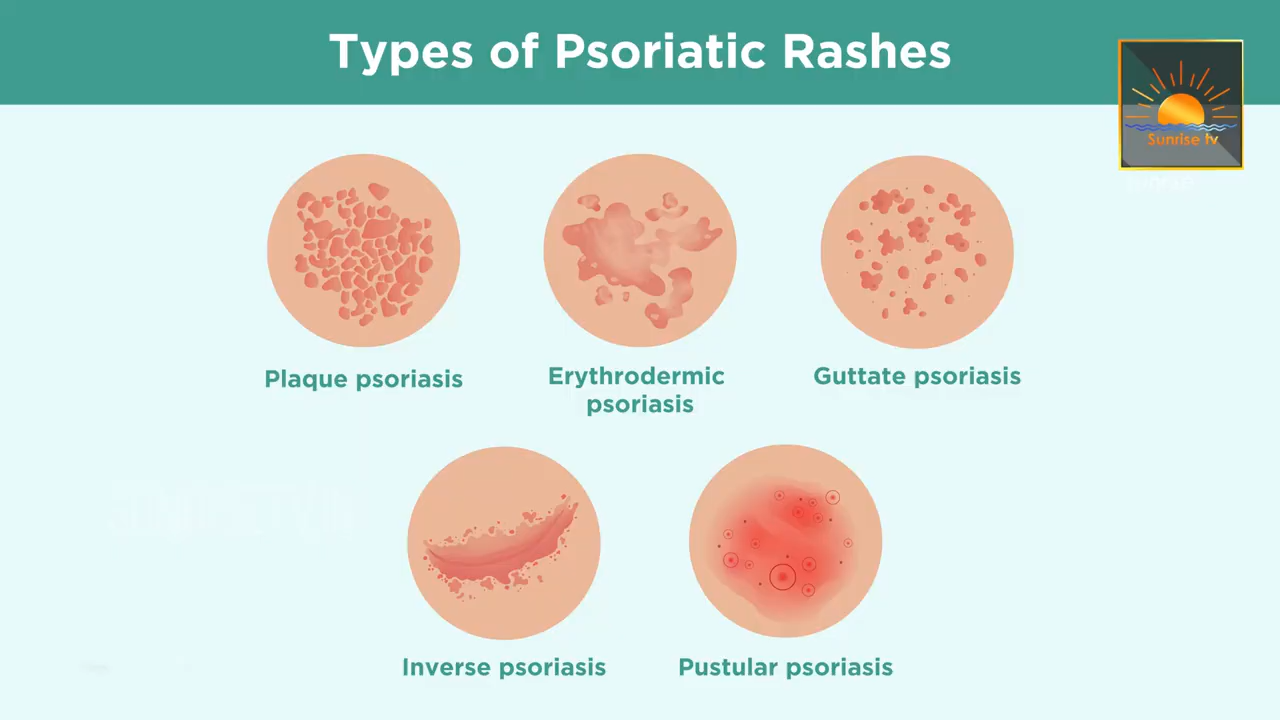 Types of Psoriatic Rashes
Sunrise tv
Plaque psoriasis
Erythrodermic
psoriasis
Guttate psoriasis
Inverse psoriasis
Pustular psoriasis